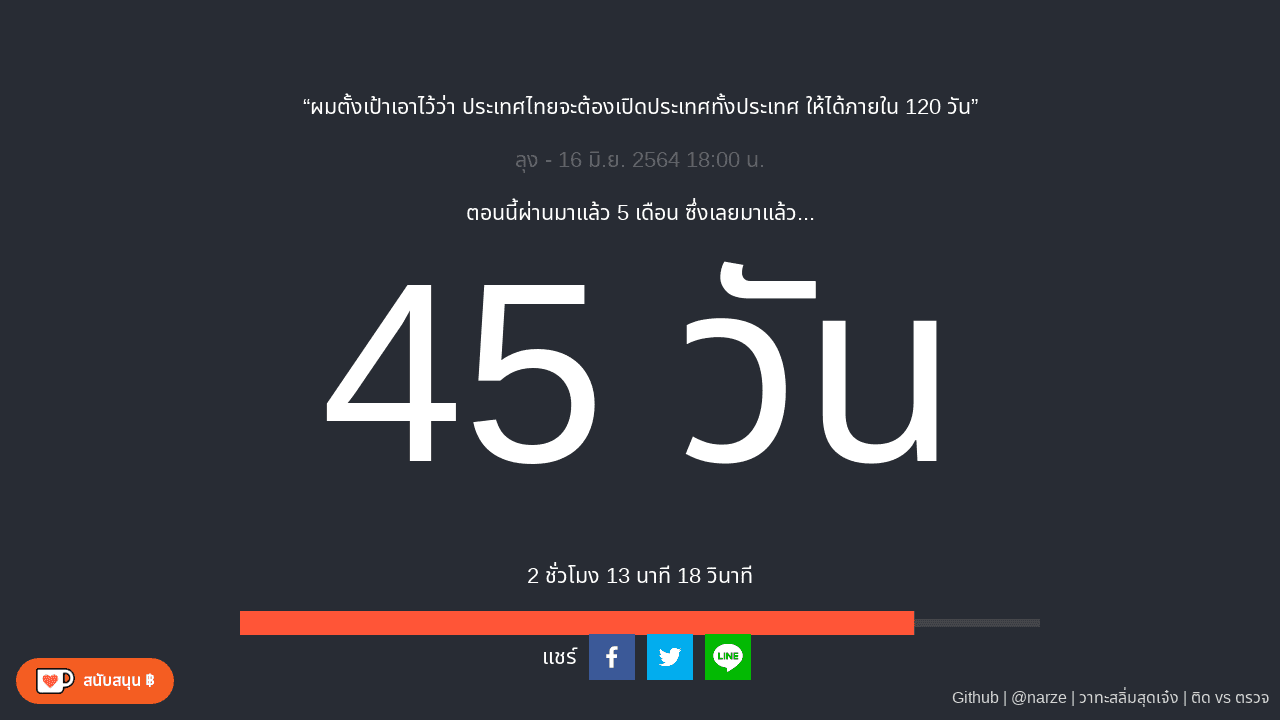 “ผมตั้งเป้าเอาไว้ว่า ประเทศไทยจะต้องเปิดประเทศทั้งประเทศ ให้ได้ภายใน 120 วัน”
ลุง - 16 มิ.ย. 2564 18:00 น.
ตอนนี้ผ่านมาแล้ว 5 เดือน ซึ่งเลยมาแล้ว...
45 วัน
2 ชั่วโมง 13 นาที 18 วินาที
แชร์
LINE
สนับสนุน ฿
Github | @narze | วาทะสลิ่มสุดเจ๋ง | ติด vs ตรวจ